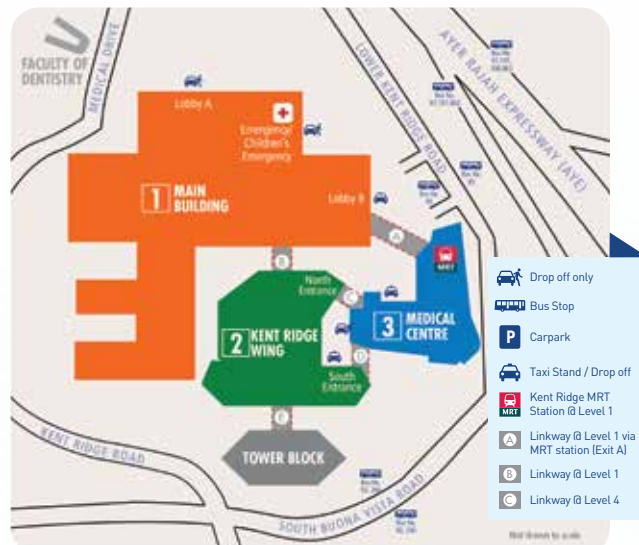 FACULTY OF
DENTISTRY
MEDICAL DRIVE
Lobby A
Emergency/
Children's
Emergency
LOWER KENT RIDGE ROAD
AYER RAJAH EXPRESSWAY (AYE)
1 MAIN
BUILDING
Lobby B
A
MRT
B
North
Entrance
C
2 KENT RIDGE
WING
3 MEDICAL
CENTRE
D
South
Entrance
E
TOWER BLOCK
KENT RIDGE ROAD
SOUTH BUONA VISTA ROAD
Not drawn to scale
Drop off only
Bus Stop
P Carpark
Taxi Stand / Drop off
MRT Kent Ridge MRT
Station @ Level 1
A Linkway @ Level 1 via
MRT station (Exit A)
B Linkway @ Level 1
C Linkway @ Level 4